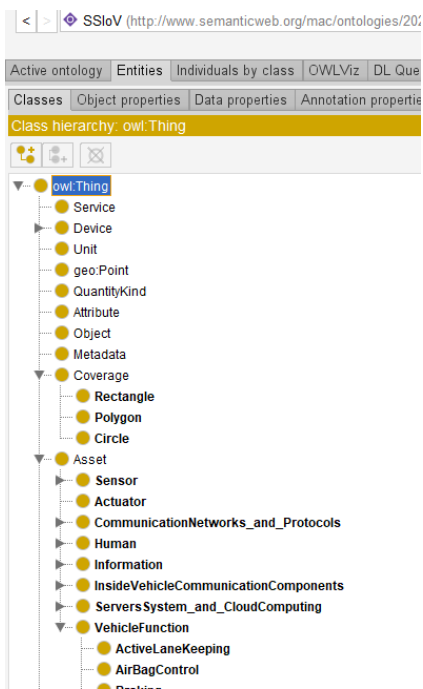 < > SSIoV (http://www.semanticweb.org/mac/ontologies/202
Active ontology Entities Individuals by class OWLViz DL Que
Classes Object properties Data properties Annotation propertie
Class hierarchy: owl:Thing
owl:Thing
Service
Device
Unit
geo:Point
QuantityKind
Attribute
Object
Metadata
Coverage
Rectangle
Polygon
Circle
Asset
Sensor
Actuator
CommunicationNetworks_and_Protocols
Human
Information
InsideVehicleCommunicationComponents
ServersSystem_and_CloudComputing
VehicleFunction
ActiveLaneKeeping
AirBagControl
Braking